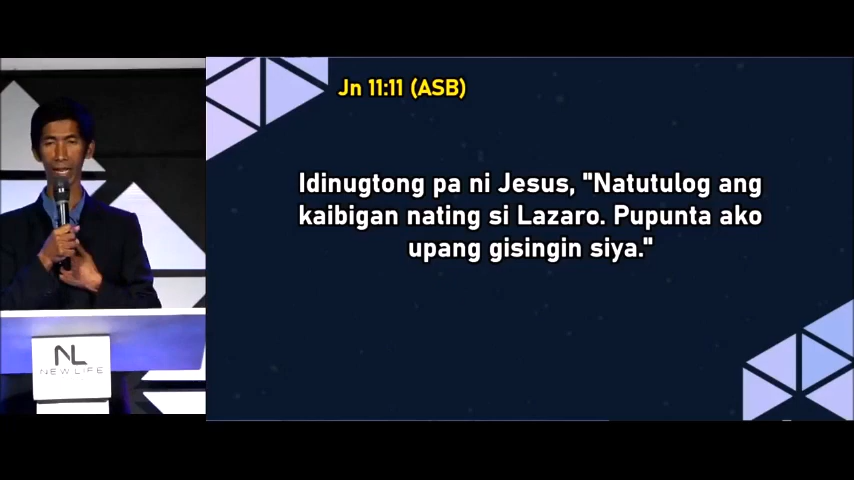 Jn 11:11 (ASB)
Idinugtong pa ni Jesus, "Natutulog ang
kaibigan nating si Lazaro. Pupunta ako
upang gisingin siya."
NL
NEW LIFE